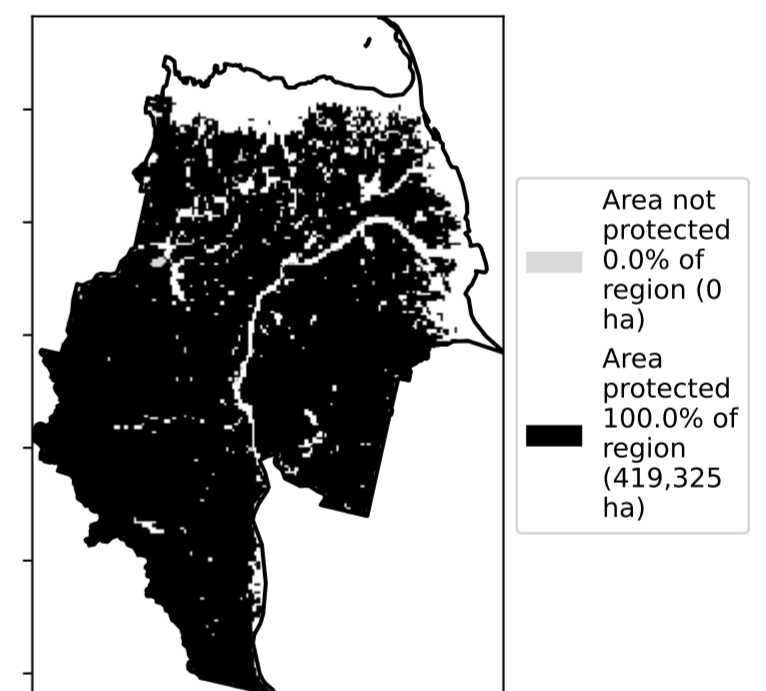 Area not
protected
0.0% of
region (0
ha)
Area
protected
100.0% of
region
(419,325
ha)